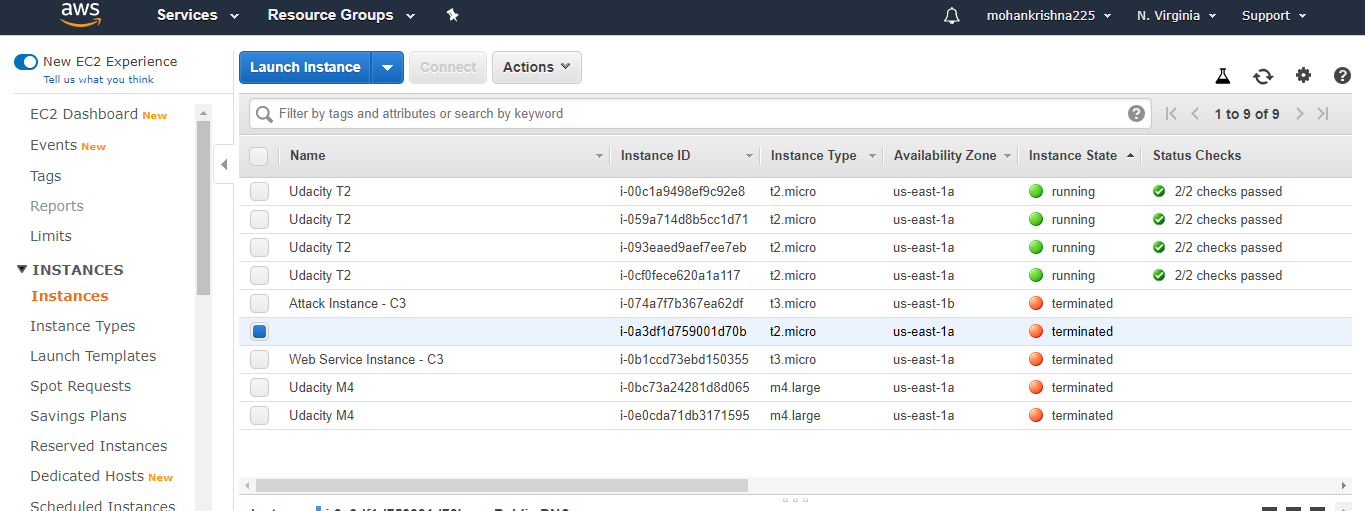 aws Services Resource Groups mohankrishna225 N. Virginia Support
New EC2 Experience
Tell us what you think
Launch Instance Connect Actions
EC2 Dashboard New
Events New
Tags
Reports
Limits
INSTANCES
Instances
Instance Types
Launch Templates
Spot Requests
Savings Plans
Reserved Instances
Dedicated Hosts New
Scheduled Instances
Filter by tags and attributes or search by keyword ? 1 to 9 of 9
Name Instance ID Instance Type Availability Zone Instance State Status Checks
Udacity T2 i-00c1a9498ef9c92e8 t2.micro us-east-1a running 2/2 checks passed
Udacity T2 i-059a714d8b5cc1d71 t2.micro us-east-1a running 2/2 checks passed
Udacity T2 i-093eaed9aef7ee7eb t2.micro us-east-1a running 2/2 checks passed
Udacity T2 i-0cf0fece620a1a117 t2.micro us-east-1a running 2/2 checks passed
Attack Instance - C3 i-074a7f7b367ea62df t3.micro us-east-1b terminated
i-0a3df1d759001d70b t2.micro us-east-1a terminated
Web Service Instance - C3 i-0b1ccd73ebd150355 t3.micro us-east-1a terminated
Udacity M4 i-0bc73a24281d8d065 m4.large us-east-1a terminated
Udacity M4 i-0e0cda71db3171595 m4.large us-east-1a terminated